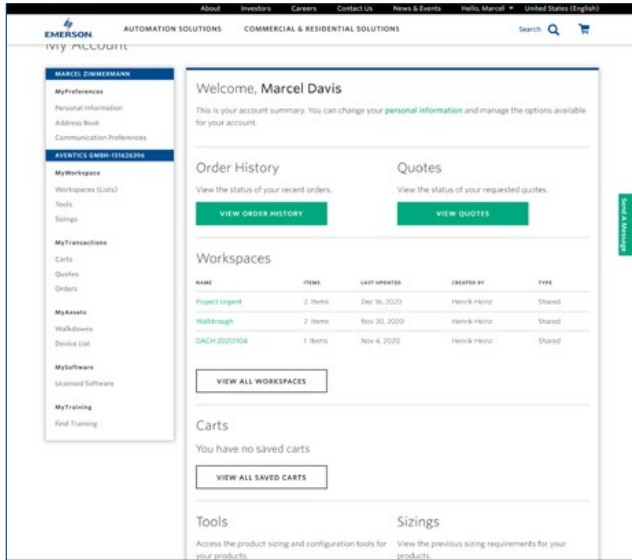 About Investors Careers Contact Us News & Events Hello, Marcel United States (English)
EMERSON AUTOMATION SOLUTIONS COMMERCIAL & RESIDENTIAL SOLUTIONS Search
My Account
MARCEL ZIMMERMANN
MyPreferences
Personal Information
Address Book
Communication Preferences
AVENTICS GMBH-151626396
MyWorkspace
Workspaces (Lists)
Tools
Sizings
MyTransactions
Carts
Quotes
Orders
MyAssets
Walkdowns
Device List
MySoftware
Licensed Software
MyTraining
Find Training
Welcome, Marcel Davis
This is your account summary. You can change your personal information and manage the options available
for your account.
Order History
View the status of your recent orders.
VIEW ORDER HISTORY
Quotes
View the status of your requested quotes.
VIEW QUOTES
Workspaces
NAME ITEMS LAST UPDATED CREATED BY TYPE
Project Urgent 2 Items Dec 16, 2020 Henrik Heinz Shared
Walktrough 2 Items Nov 30, 2020 Henrik Heinz Shared
DACH 20201104 1 Items Nov 4, 2020 Henrik Heinz Shared
VIEW ALL WORKSPACES
Carts
You have no saved carts
VIEW ALL SAVED CARTS
Tools
Access the product sizing and configuration tools for
your products.
Sizings
View the previous sizing requirements for your
products.
Send A Message